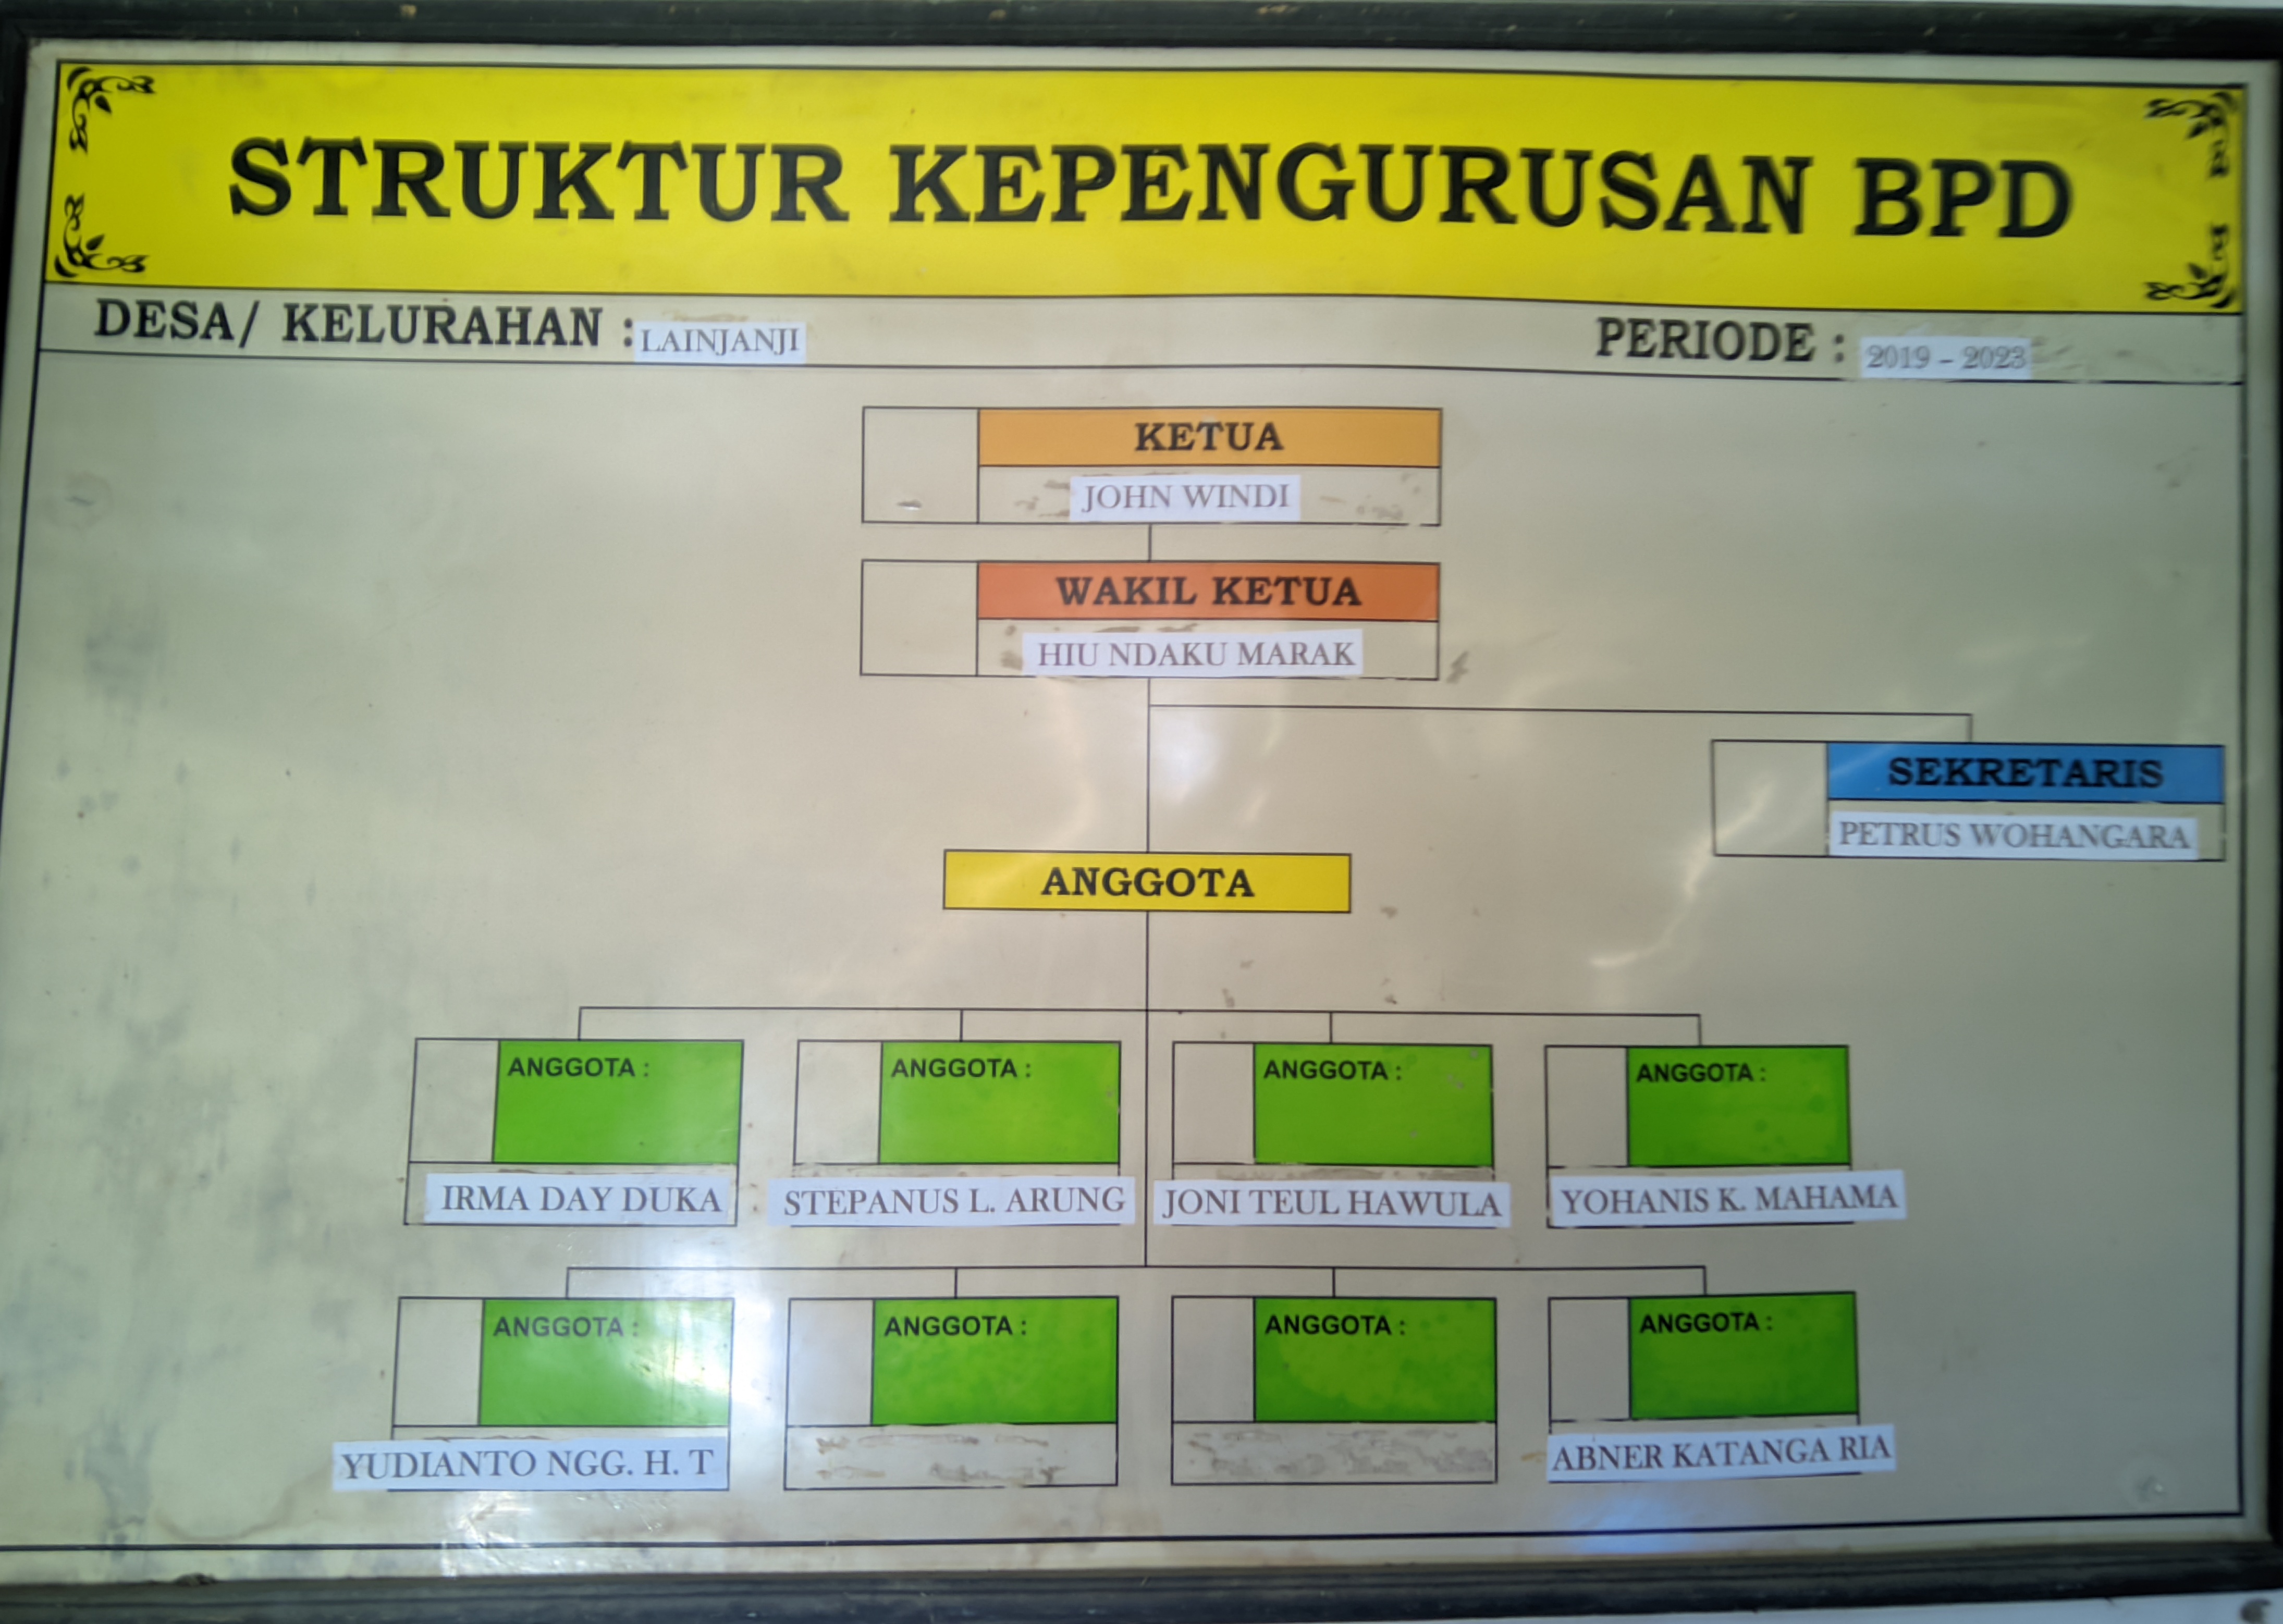 STRUKTUR KEPENGURUSAN BPD
DESA/ KELURAHAN : LAINJANJI
PERIODE : 2019 - 2023
KETUA
JOHN WINDI
WAKIL KETUA
HIU NDAKU MARAK
SEKRETARIS
PETRUS WOHANGARA
ANGGOTA
ANGGOTA :
IRMA DAY DUKA
ANGGOTA :
STEPANUS L. ARUNG
ANGGOTA :
JONI TEUL HAWULA
ANGGOTA :
YOHANIS K. MAHAMA
ANGGOTA :
YUDIANTO NGG. H. T
ANGGOTA :
ANGGOTA :
ANGGOTA :
ABNER KATANGA RIA